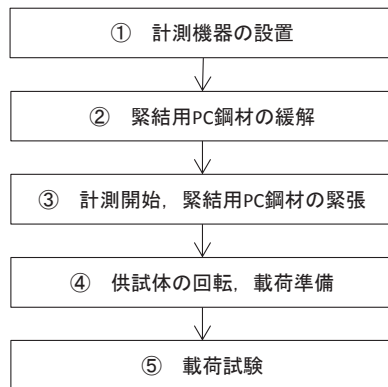 ① 計測機器の設置
② 緊結用PC鋼材の緩解
③ 計測開始，緊結用PC鋼材の緊張
④ 供試体の回転，載荷準備
⑤ 載荷試験